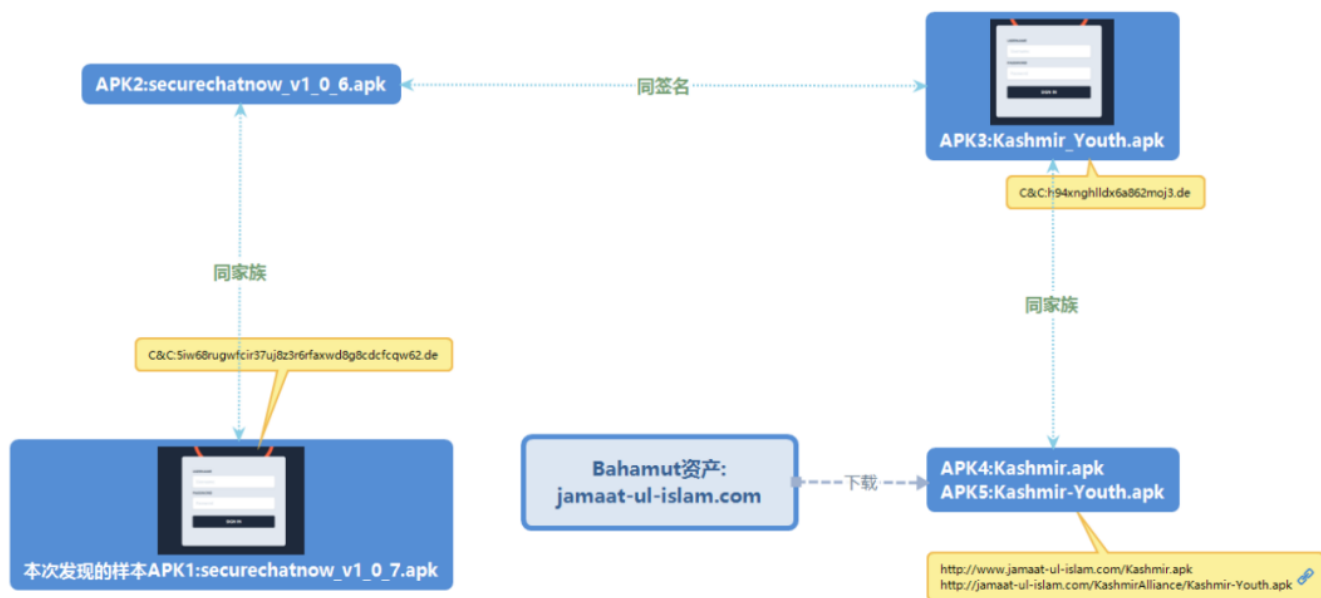 APK2:securechatnow_v1_0_6.apk
同签名
APK3:Kashmir_Youth.apk
C&C:h94xnghlldx6a862moj3.de
同家族
同家族
C&C:5iw68rugwfcir37uj8z3r6rfaxwd8g8cdcfcqw62.de
SIGN IN
本次发现的样本APK1:securechatnow_v1_0_7.apk
Bahamut资产:
jamaat-ul-islam.com
下载
APK4:Kashmir.apk
APK5:Kashmir-Youth.apk
http://www.jamaat-ul-islam.com/Kashmir.apk
http://jamaat-ul-islam.com/KashmirAlliance/Kashmir-Youth.apk